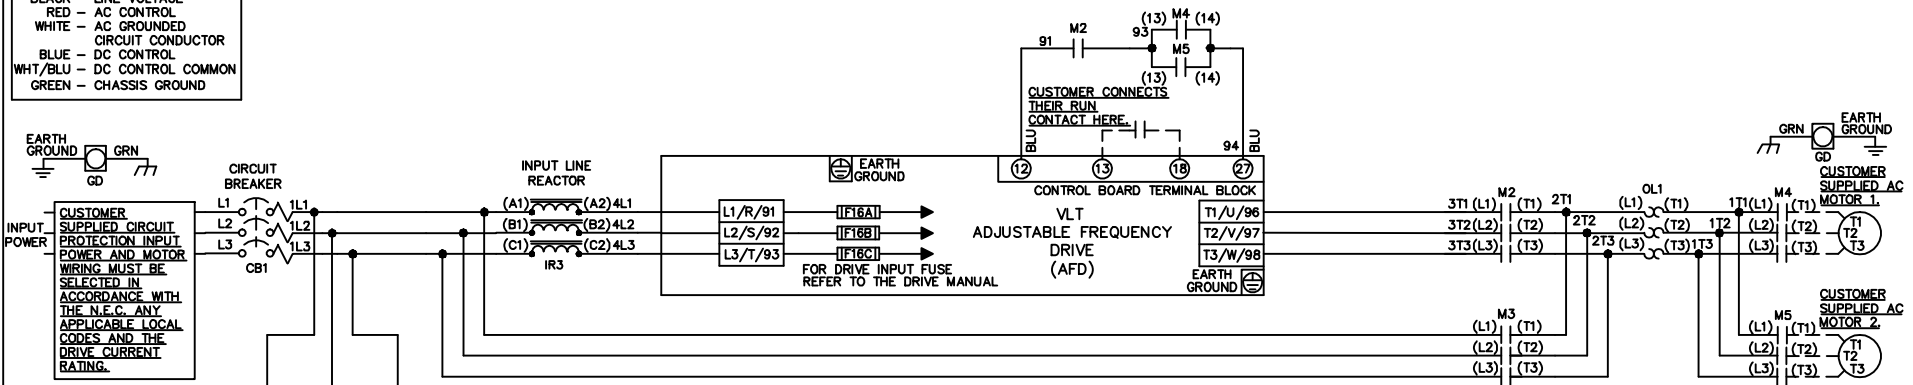 BLACK – LINE VOLTAGE
RED – AC CONTROL
WHITE – AC GROUNDED
CIRCUIT CONDUCTOR
BLUE – DC CONTROL
WHT/BLU – DC CONTROL COMMON
GREEN – CHASSIS GROUND
91
M2
93
(13) M4 (14)
M5
(13) (14)
CUSTOMER CONNECTS
THEIR RUN
CONTACT HERE.
BLU
94
BLU
12
13
18
27
CONTROL BOARD TERMINAL BLOCK
EARTH
GROUND
GRN
GD
CIRCUIT
BREAKER
INPUT LINE
REACTOR
EARTH
GROUND
GRN
EARTH
GROUND
GD
INPUT
POWER
CUSTOMER
SUPPLIED CIRCUIT
PROTECTION INPUT
POWER AND MOTOR
WIRING MUST BE
SELECTED IN
ACCORDANCE WITH
THE N.E.C. ANY
APPLICABLE LOCAL
CODES AND THE
DRIVE CURRENT
RATING.
L1 1L1
L2 1L2
L3 1L3
CB1
(A1) (A2) 4L1
(B1) (B2) 4L2
(C1) (C2) 4L3
IR3
L1/R/91
L2/S/92
L3/T/93
F16A
F16B
F16C
FOR DRIVE INPUT FUSE
REFER TO THE DRIVE MANUAL
VLT
ADJUSTABLE FREQUENCY
DRIVE
(AFD)
T1/U/96
T2/V/97
T3/W/98
EARTH
GROUND
M2
3T1 (L1) (T1) 2T1
3T2 (L2) (T2) 2T2
3T3 (L3) (T3) 2T3
OL1
(L1) (T1) 1T1
(L2) (T2) 1T2
(L3) (T3) 1T3
M4
(L1) (T1)
(L2) (T2)
(L3) (T3)
CUSTOMER
SUPPLIED AC
MOTOR 1.
T1
T2
T3
M3
(L1) (T1)
(L2) (T2)
(L3) (T3)
M5
(L1) (T1)
(L2) (T2)
(L3) (T3)
CUSTOMER
SUPPLIED AC
MOTOR 2.
T1
T2
T3